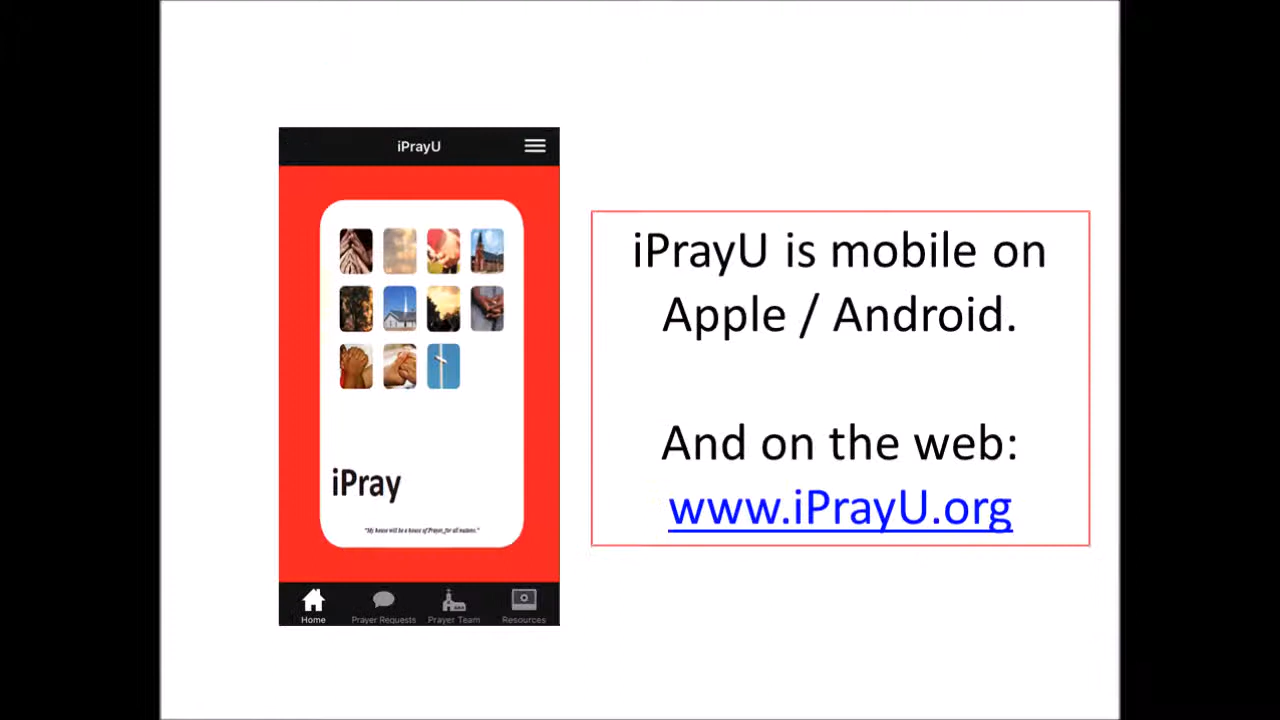 iPrayU
iPray
"My house will be a house of Prayer, for all nations."
Home
Prayer Requests
Prayer Team
Resources
iPrayU is mobile on
Apple / Android.
And on the web:
www.iPrayU.org